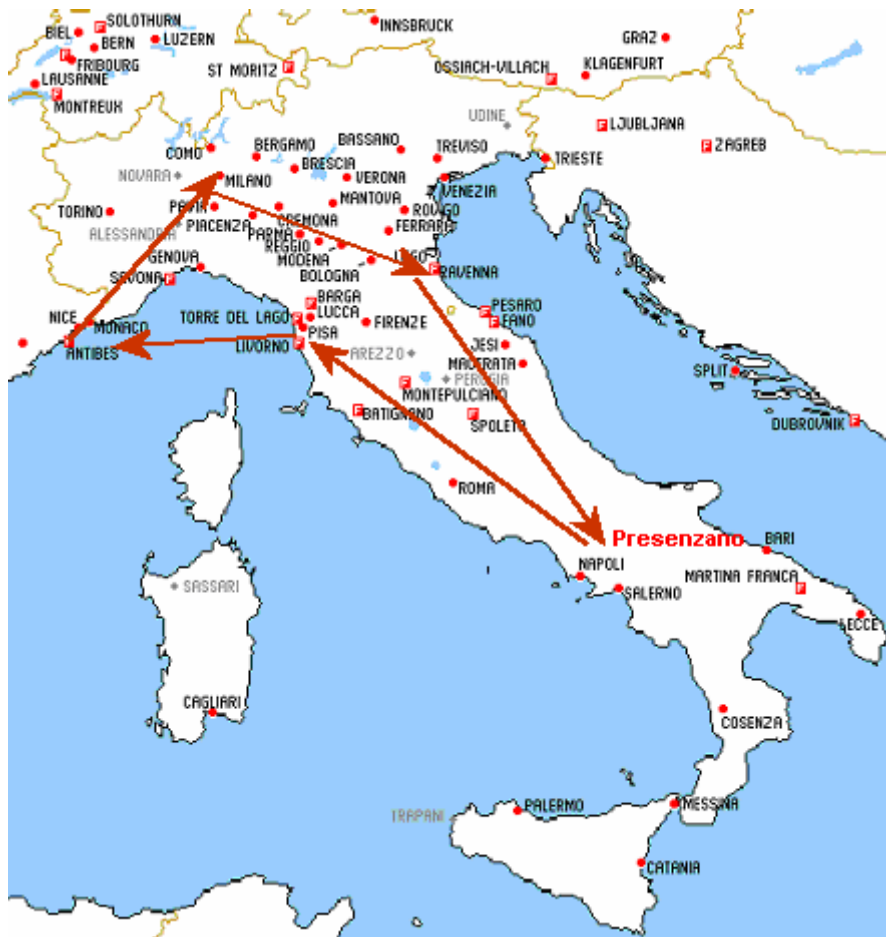 SOLOTHURN
INNSBRUCK
BIEL
BERN
LUZERN
GRAZ
FRIBOURG
ST MORITZ
OSSIACH-VILLACH
KLAGENFURT
LAUSANNE
MONTREUX
UDINE
LJUBLJANA
ZAGREB
COMO
BERGAMO
BASSANO
TREVISO
TRIESTE
BRESCIA
NOVARA
MILANO
VERONA
VENEZIA
TORINO
PAVIA
MANTOVA
CREMONA
ROVIGO
PIACENZA
FERRARA
ALESSANDRIA
PARMA
REGGIO
MODENA
LUGO
GENOVA
BOLOGNA
RAVENNA
SAVONA
BARGA
LUCCA
PESARO
NICE
MONACO
TORRE DEL LAGO
FIRENZE
FANO
PISA
ANTIBES
LIVORNO
AREZZO
JESI
MACERATA
SPLIT
PERUGIA
MONTEPULCIANO
BATIGNANO
SPOLETO
DUBROVNIK
ROMA
Presenzano
BARI
NAPOLI
MARTINA FRANCA
SASSARI
SALERNO
LECCE
CAGLIARI
COSENZA
PALERMO
MESSINA
TRAPANI
CATANIA